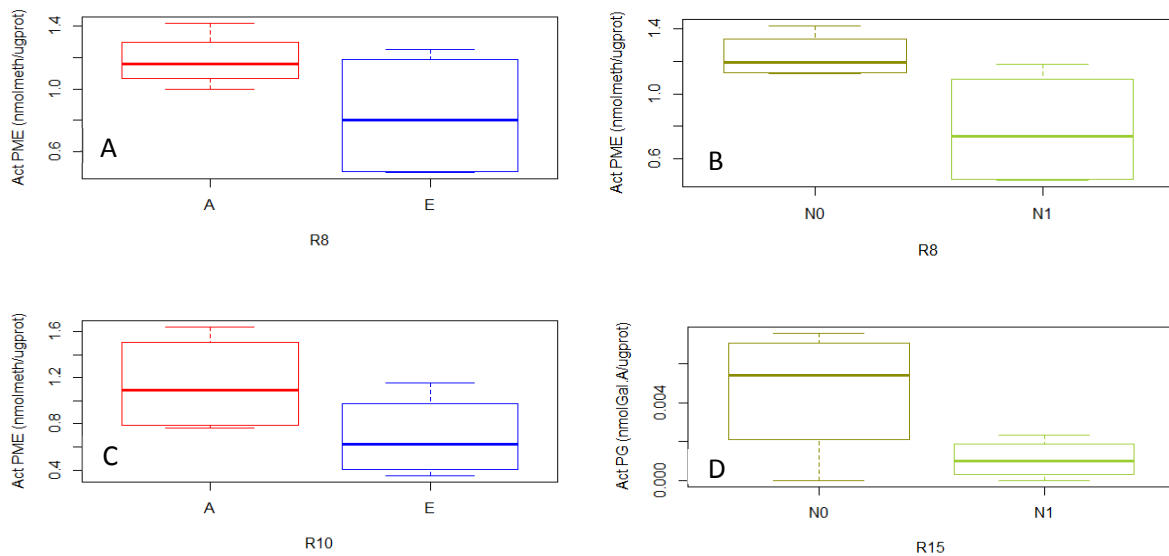 Act PME (nmolmeth/ugprot)
1.4
1.0
0.6
A
A
E
R8
Act PME (nmolmeth/ugprot)
1.4
1.0
0.6
B
N0
N1
R8
Act PME (nmolmeth/ugprot)
1.6
1.2
0.8
0.4
C
A
E
R10
Act PG (nmolGal.A/ugprot)
0.004
0.000
D
N0
N1
R15